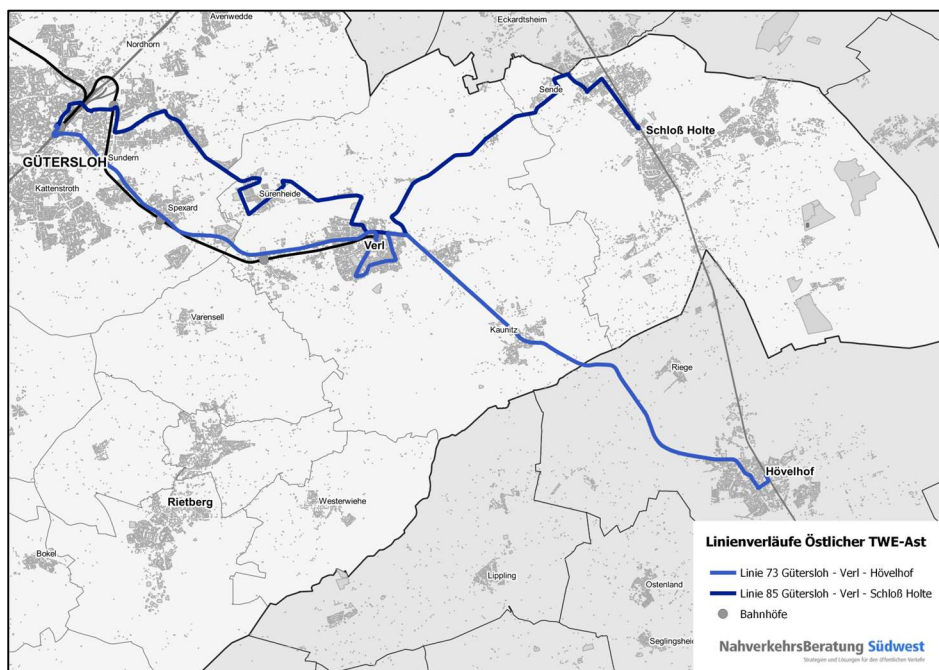 Eckardtsheim
Avenwedde
Nordhorn
Sende
Schloß Holte
GÜTERSLOH
Sundern
Kattenstroth
Sürenheide
Spexard
Verl
Varensell
Kaunitz
Riege
Hövelhof
Rietberg
Westerwiehe
Bokel
Lippling
Ostenland
Seglingshei
Linienverläufe Östlicher TWE-Ast
Linie 73 Gütersloh - Verl - Hövelhof
Linie 85 Gütersloh - Verl - Schloß Holte
Bahnhöfe
NahverkehrsBeratung Südwest
Strategien und Lösungen für den öffentlichen Verkehr